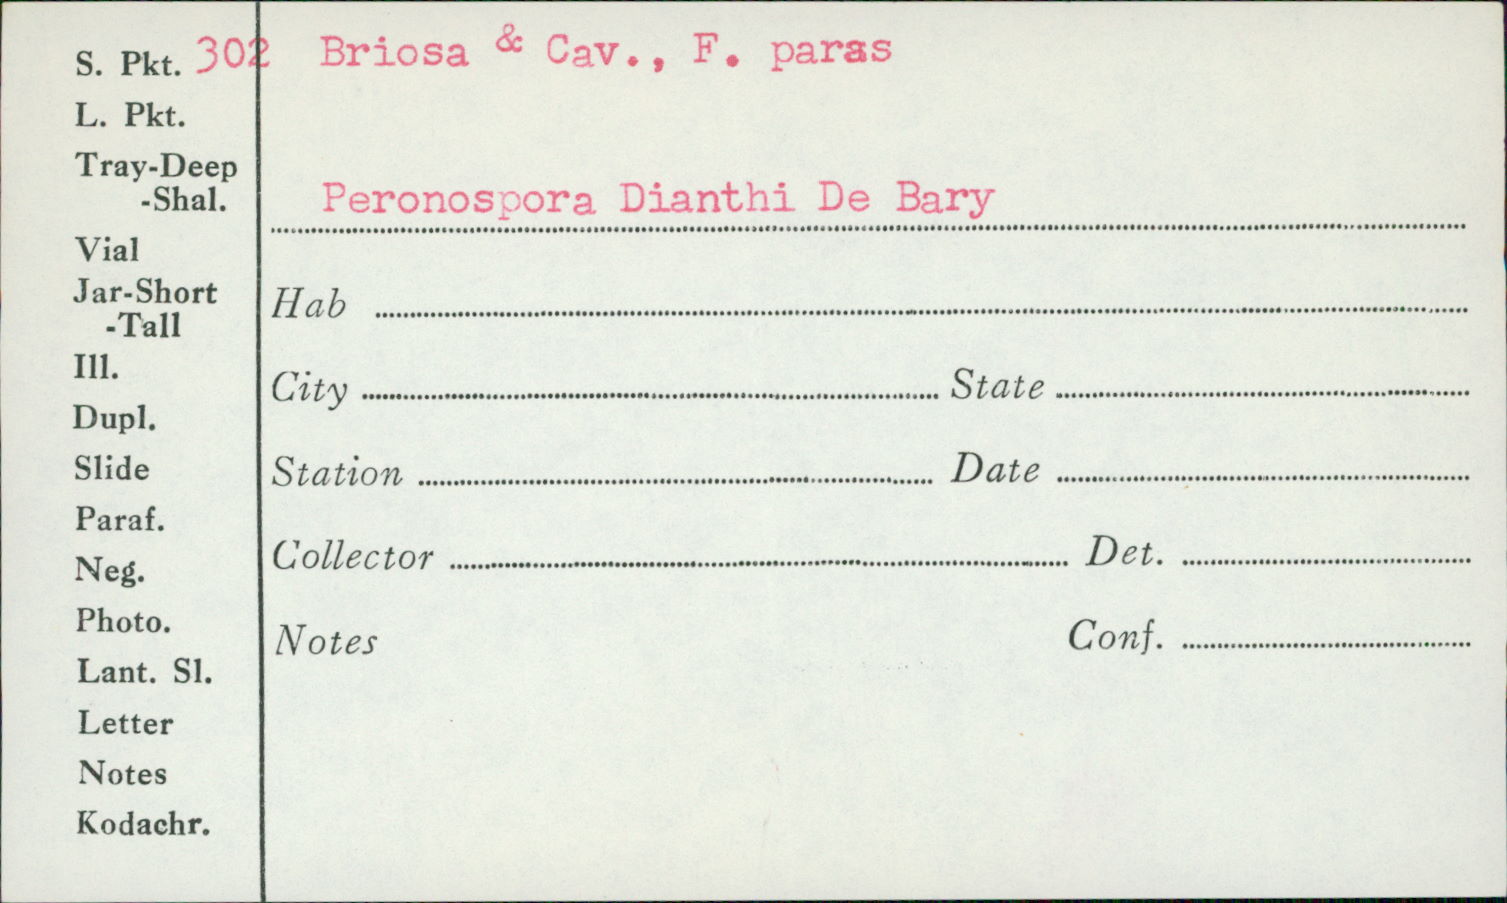 S. Pkt. 302 Briosa & Cav., F. paras
L. Pkt.
Tray-Deep
-Shal.
Peronospora Dianthi De Bary
Vial
Jar-Short
-Tall
Hab
Ill.
City State
Dupl.
Slide
Station Date
Paraf.
Collector Det.
Neg.
Photo.
Notes Conf.
Lant. Sl.
Letter
Notes
Kodachr.